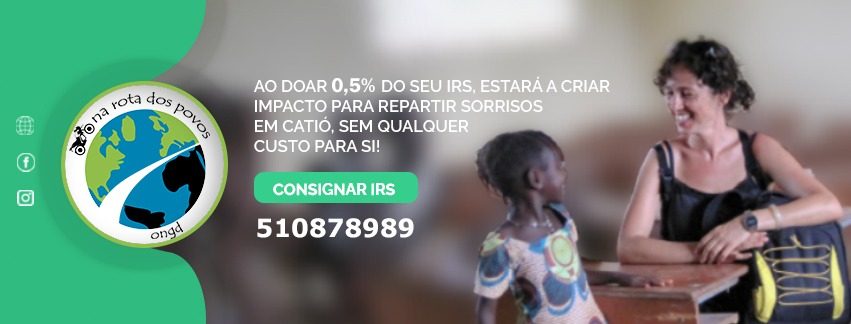 na rota dos povos
ongd
AO DOAR 0,5% DO SEU IRS, ESTARÁ A CRIAR
IMPACTO PARA REPARTIR SORRISOS
EM CATIÓ, SEM QUALQUER
CUSTO PARA SI!
CONSIGNAR IRS
510878989